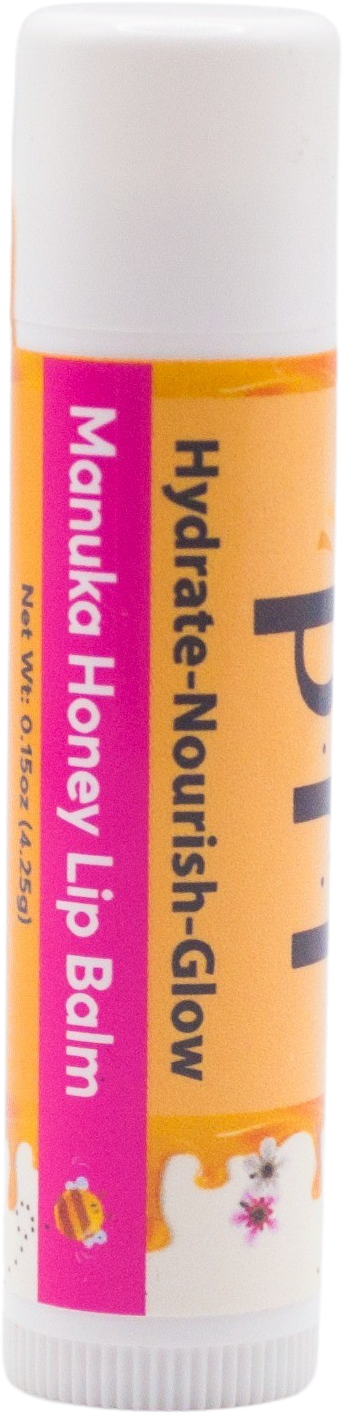 Hydrate-Nourish-Glow
Manuka Honey Lip Balm
Net Wt: 0.15oz (4.25g)